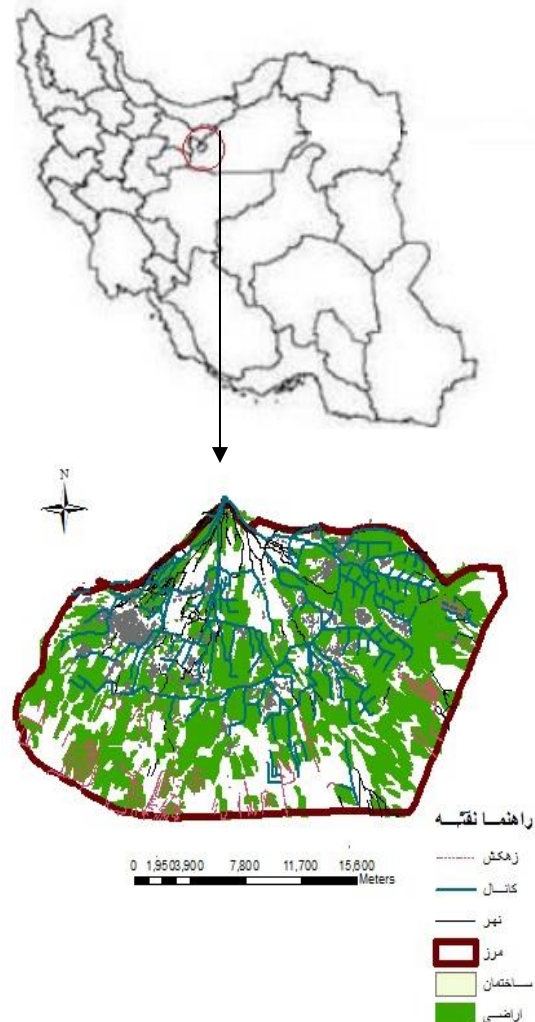 N
0 1,950 3,900 7,800 11,700 15,600
Meters
راهنما نقشه
زهکش
کانال
نهر
مرز
ساختمان
اراضی